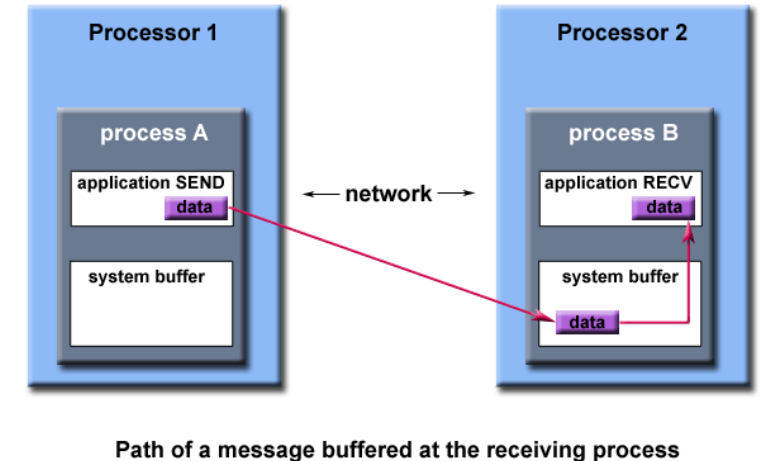 Processor 1
process A
application SEND
data
system buffer
network
Processor 2
process B
application RECV
data
system buffer
data
Path of a message buffered at the receiving process